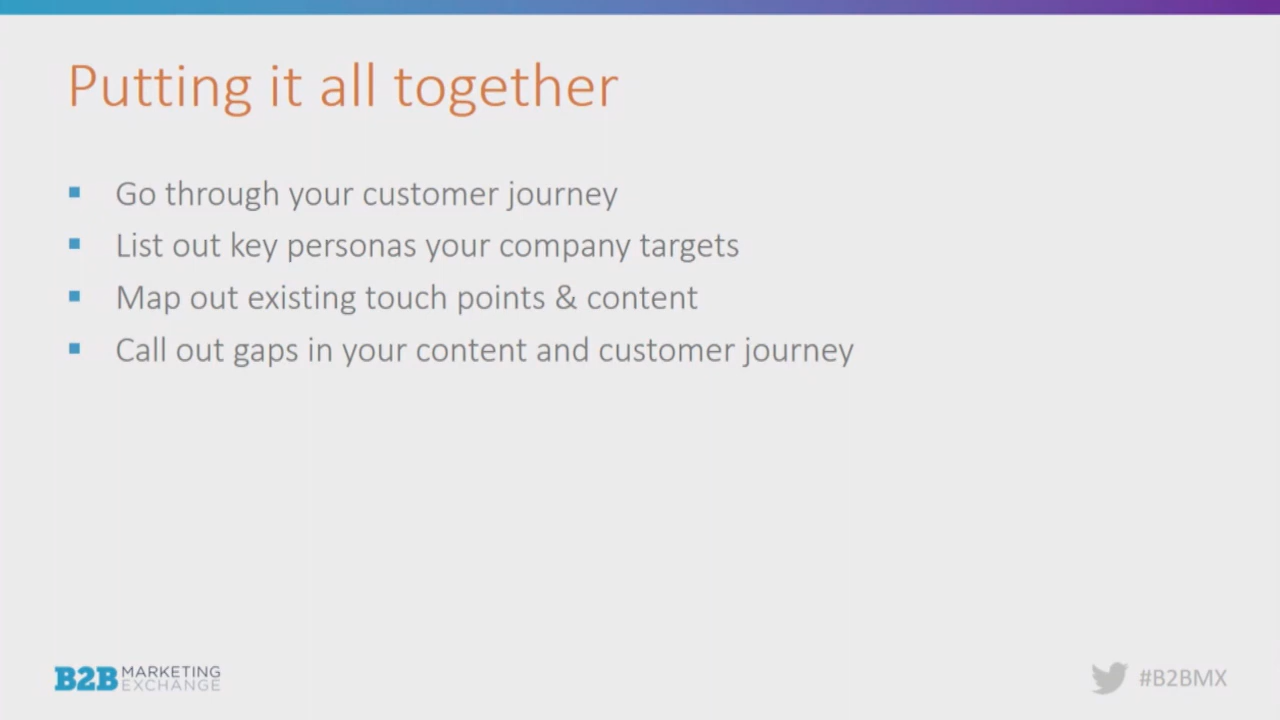 Putting it all together
Go through your customer journey
List out key personas your company targets
Map out existing touch points & content
Call out gaps in your content and customer journey
B2B MARKETING
EXCHANGE
#B2BMX